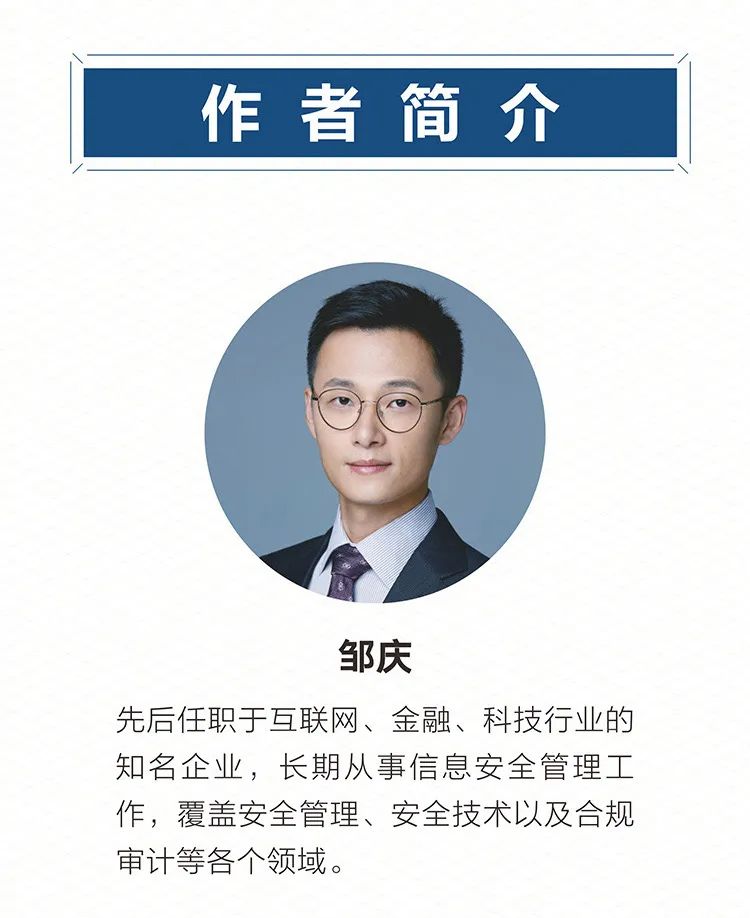 作者简介
邹庆
先后任职于互联网、金融、科技行业的
知名企业，长期从事信息安全管理工
作，覆盖安全管理、安全技术以及合规
审计等各个领域。